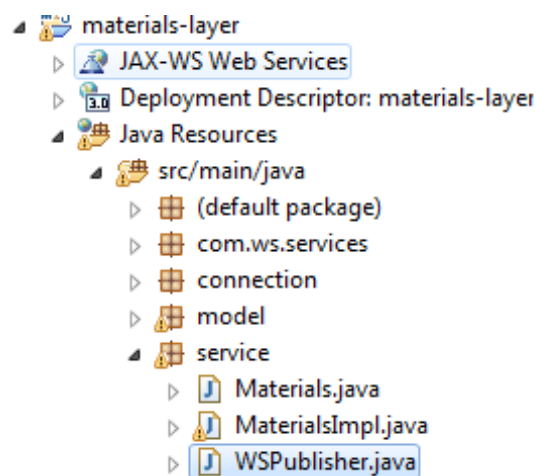 materials-layer
JAX-WS Web Services
3.0 Deployment Descriptor: materials-layer
Java Resources
src/main/java
(default package)
com.ws.services
connection
model
service
J Materials.java
J MaterialsImpl.java
J WSPublisher.java